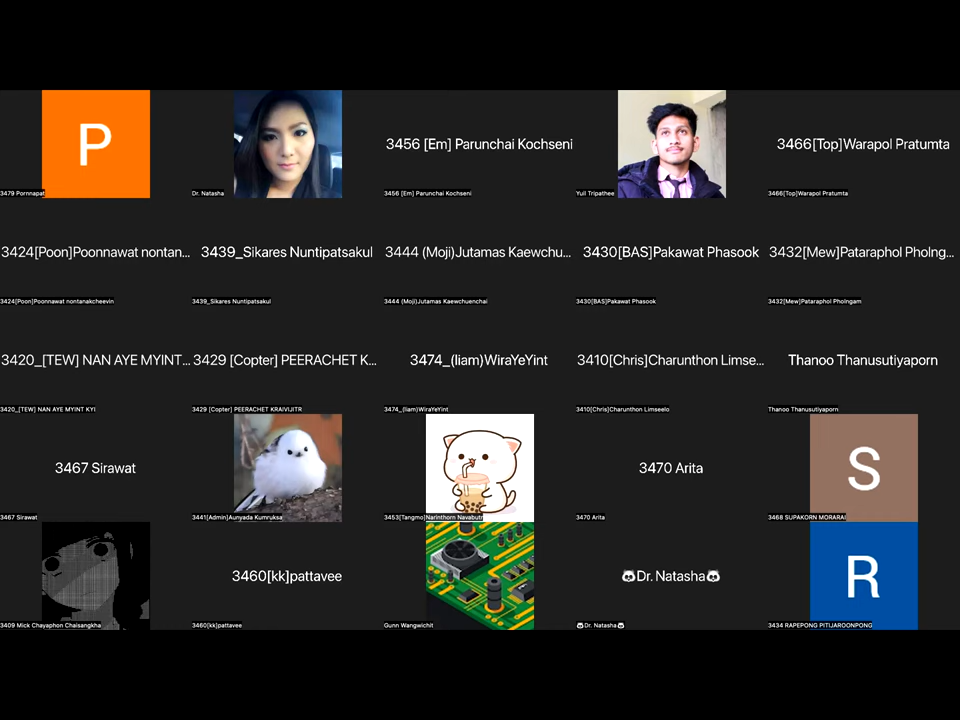 P
3479 Pornnapat
Dr. Natasha
3456 [Em] Parunchai Kochseni
3456 [Em] Parunchai Kochseni
Yuil Tripathee
3466[Top]Warapol Pratumta
3466[Top]Warapol Pratumta
3424[Poon]Poonnawat nontan...
3424[Poon]Poonnawat nontanakcheevin
3439_Sikares Nuntipatsakul
3439_Sikares Nuntipatsakul
3444 (Moji)Jutamas Kaewchu...
3444 (Moji)Jutamas Kaewchuenchai
3430[BAS]Pakawat Phasook
3430[BAS]Pakawat Phasook
3432[Mew]Pataraphol Pholng...
3432[Mew]Pataraphol Pholngam
3420_[TEW] NAN AYE MYINT...
3420_[TEW] NAN AYE MYINT KYI
3429 [Copter] PEERACHET K...
3429 [Copter] PEERACHET KRAIVIJITR
3474_(liam)WiraYeYint
3474_(liam)WiraYeYint
3410[Chris]Charunthon Limse...
3410[Chris]Charunthon Limseelo
Thanoo Thanusutiyaporn
Thanoo Thanusutiyaporn
3467 Sirawat
3467 Sirawat
3441[Admin]Aunyada Kumruksa
3453[Tangmo]Narinthorn Navabutr
3470 Arita
3470 Arita
S
3468 SUPAKORN MORARAI
3409 Mick Chayaphon Chaisangkha
3460[kk]pattavee
3460[kk]pattavee
Gunn Wangwichit
🐼Dr. Natasha🐼
🐼Dr. Natasha🐼
R
3434 RAPEPONG PITIJAROONPONG